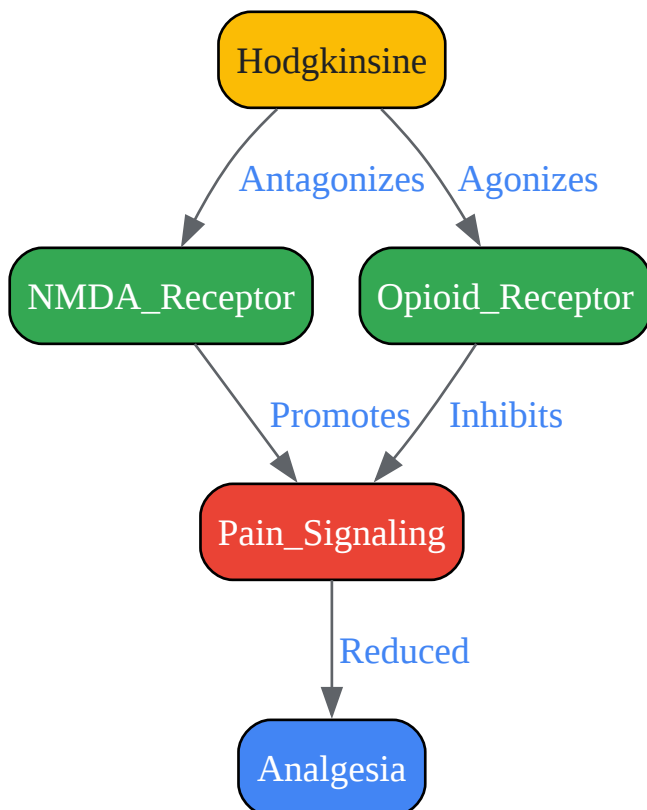 Hodgkinsine
Antagonizes
Agonizes
NMDA_Receptor
Opioid_Receptor
Promotes
Inhibits
Pain_Signaling
Reduced
Analgesia